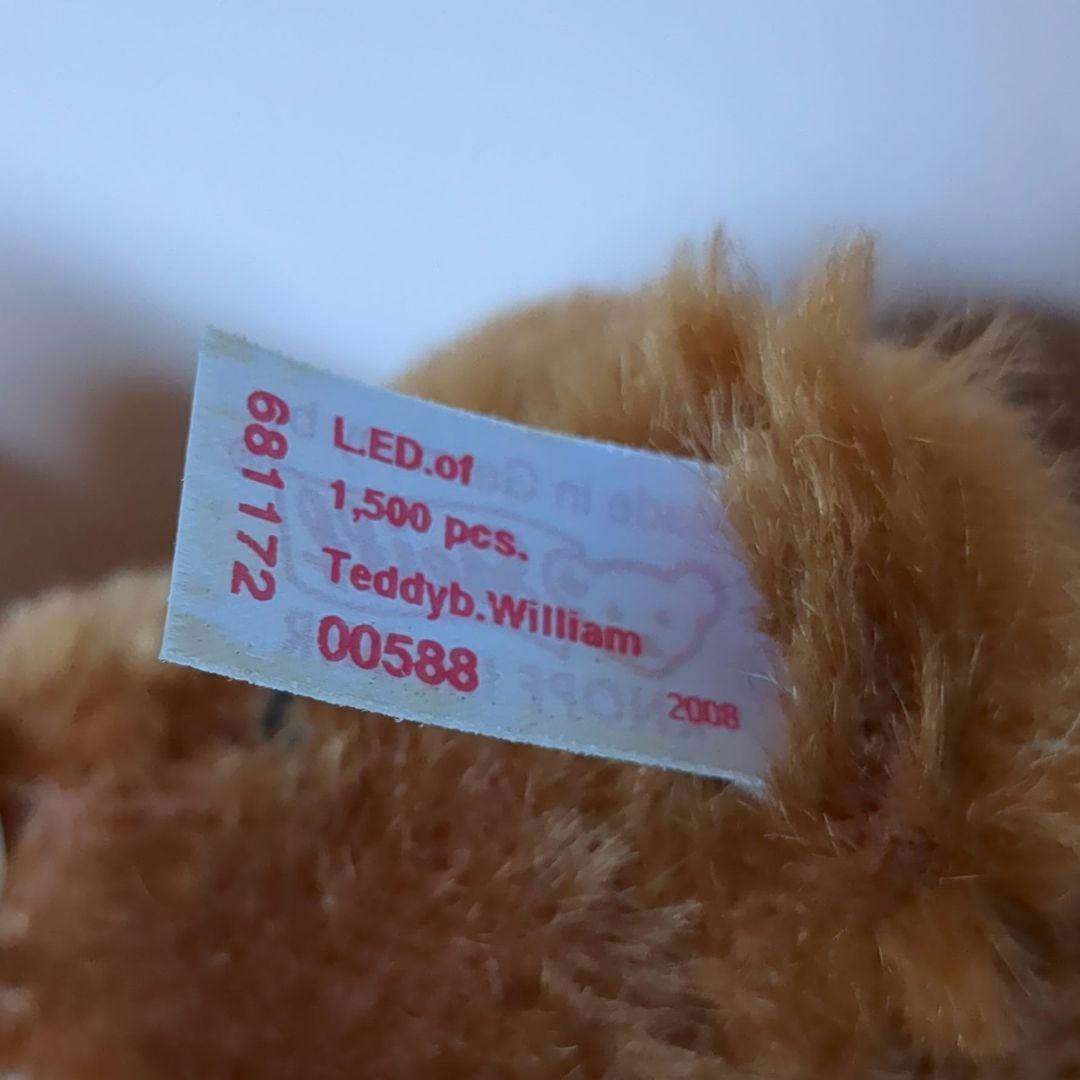 681172
L.ED.of
1,500 pcs.
Teddyb.William
00588
2008